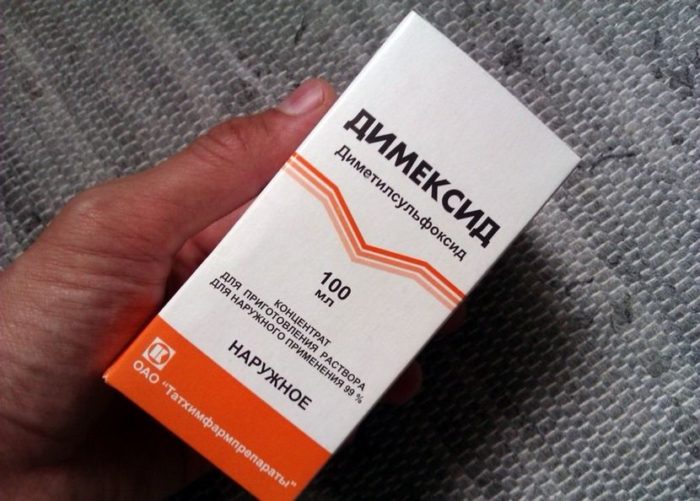 ДИМЕКСИД
Диметилсульфоксид
100
мл
КОНЦЕНТРАТ
ДЛЯ ПРИГОТОВЛЕНИЯ РАСТВОРА
ДЛЯ НАРУЖНОГО ПРИМЕНЕНИЯ 99 %
НАРУЖНОЕ
ОАО "Татхимфармпрепараты"